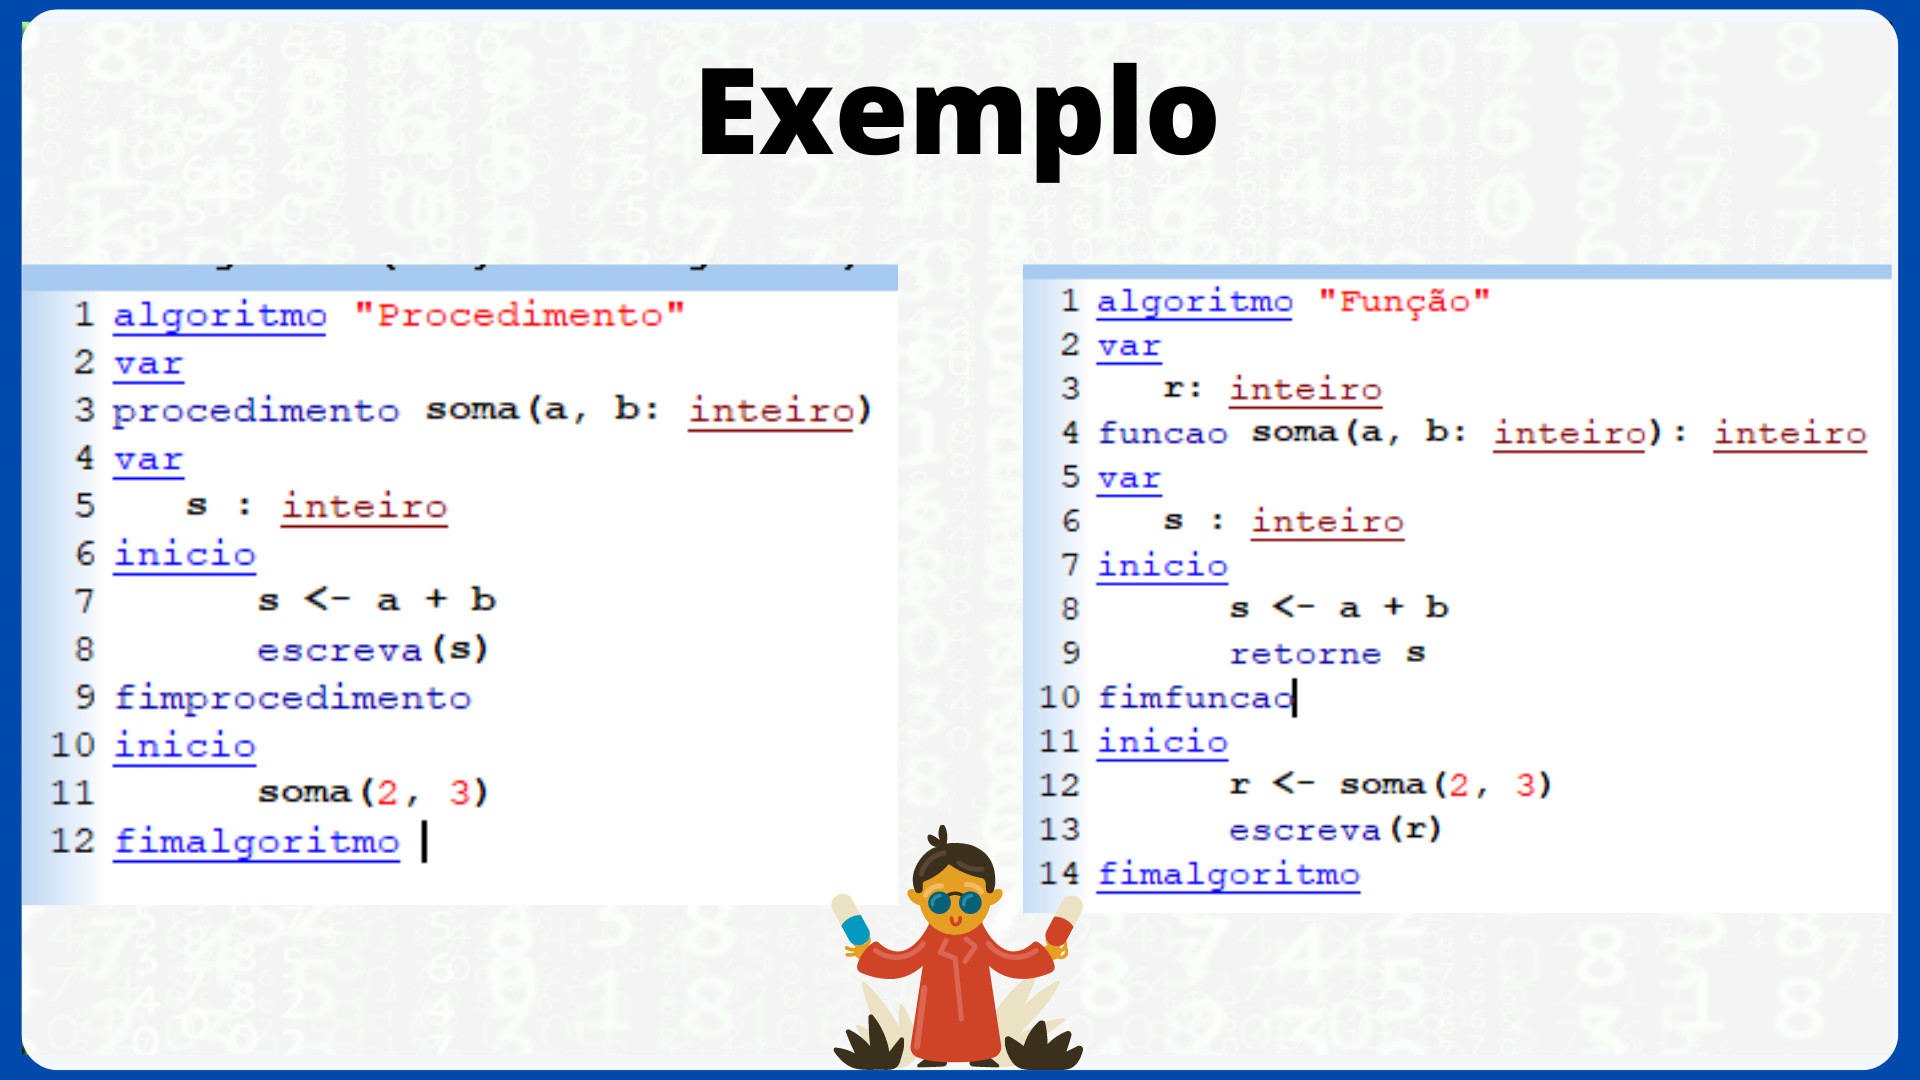 Exemplo
1 algoritmo "Procedimento"
2 var
3 procedimento soma(a, b: inteiro)
4 var
5 s : inteiro
6 inicio
7 s <- a + b
8 escreva(s)
9 fimprocedimento
10 inicio
11 soma(2, 3)
12 fimalgoritmo
1 algoritmo "Função"
2 var
3 r: inteiro
4 funcao soma(a, b: inteiro): inteiro
5 var
6 s : inteiro
7 inicio
8 s <- a + b
9 retorne s
10 fimfuncao
11 inicio
12 r <- soma(2, 3)
13 escreva(r)
14 fimalgoritmo